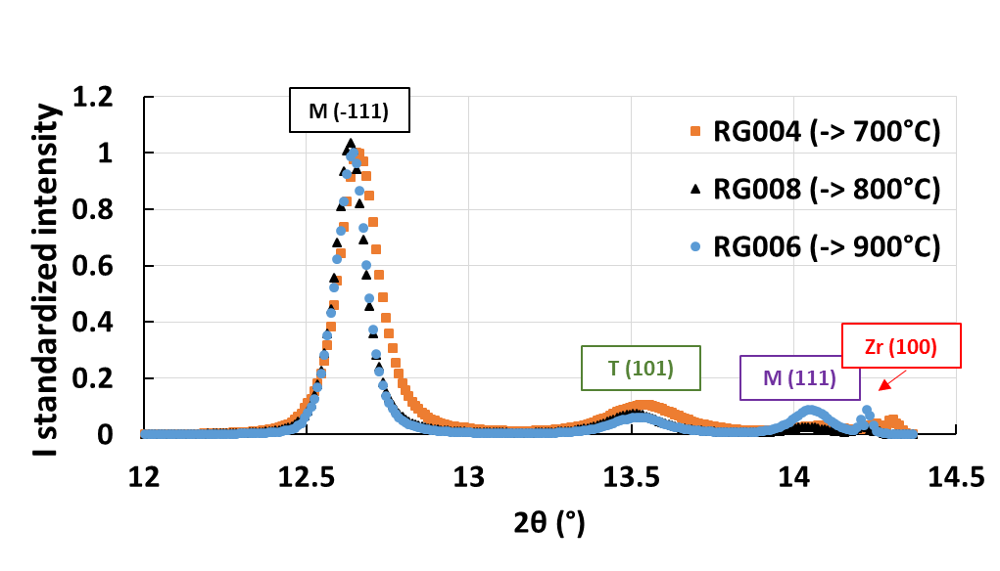 M (-111)
1.2
1
0.8
0.6
0.4
0.2
0
I standardized intensity
RG004 (-> 700°C)
RG008 (-> 800°C)
RG006 (-> 900°C)
T (101)
M (111)
Zr (100)
12
12.5
13
13.5
14
14.5
2θ (°)